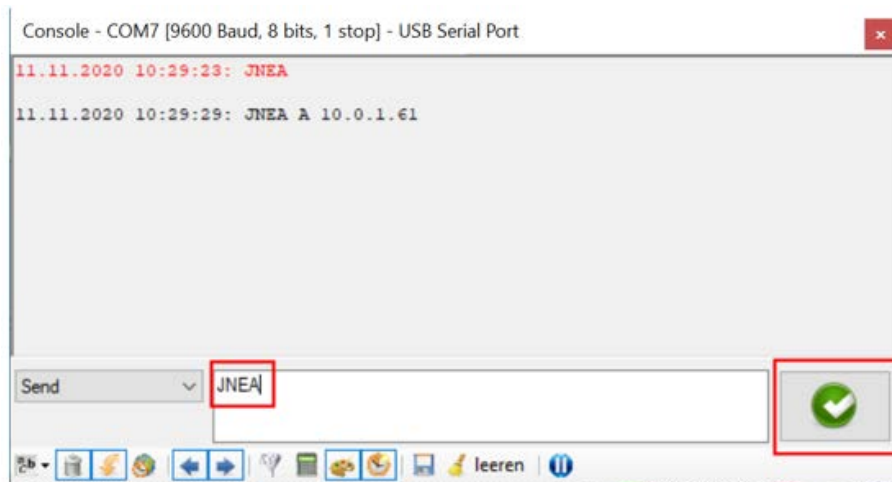 Console - COM7 [9600 Baud, 8 bits, 1 stop] - USB Serial Port
11.11.2020 10:29:23: JNEA
11.11.2020 10:29:29: JNEA A 10.0.1.61
Send
JNEA
leeren